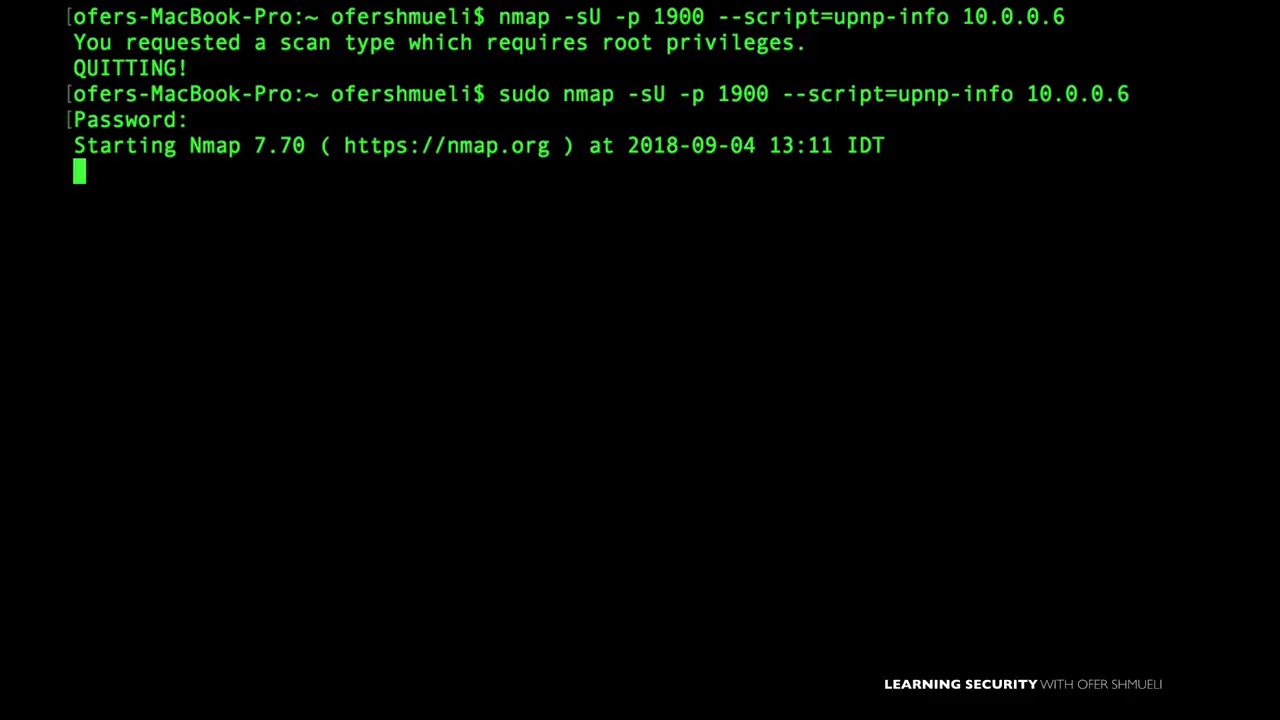 [ofers-MacBook-Pro:~ ofershmueli$ nmap -sU -p 1900 --script=upnp-info 10.0.0.6
You requested a scan type which requires root privileges.
QUITTING!
[ofers-MacBook-Pro:~ ofershmueli$ sudo nmap -sU -p 1900 --script=upnp-info 10.0.0.6
[Password:
Starting Nmap 7.70 ( https://nmap.org ) at 2018-09-04 13:11 IDT
LEARNING SECURITY WITH OFER SHMUELI